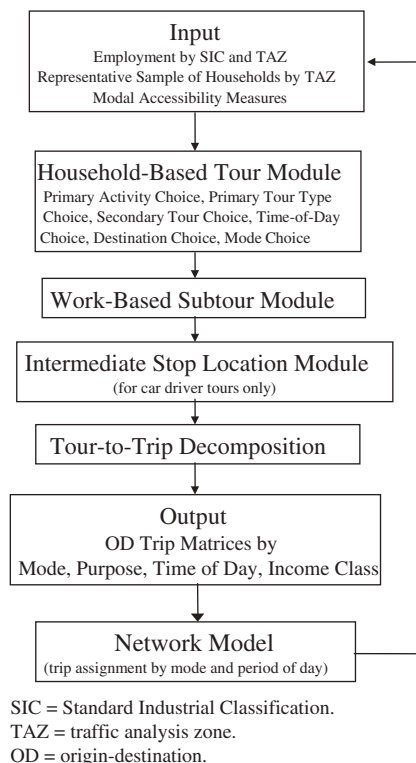 Input
Employment by SIC and TAZ
Representative Sample of Households by TAZ
Modal Accessibility Measures
Household-Based Tour Module
Primary Activity Choice, Primary Tour Type
Choice, Secondary Tour Choice, Time-of-Day
Choice, Destination Choice, Mode Choice
Work-Based Subtour Module
Intermediate Stop Location Module
(for car driver tours only)
Tour-to-Trip Decomposition
Output
OD Trip Matrices by
Mode, Purpose, Time of Day, Income Class
Network Model
(trip assignment by mode and period of day)
SIC = Standard Industrial Classification.
TAZ = traffic analysis zone.
OD = origin-destination.